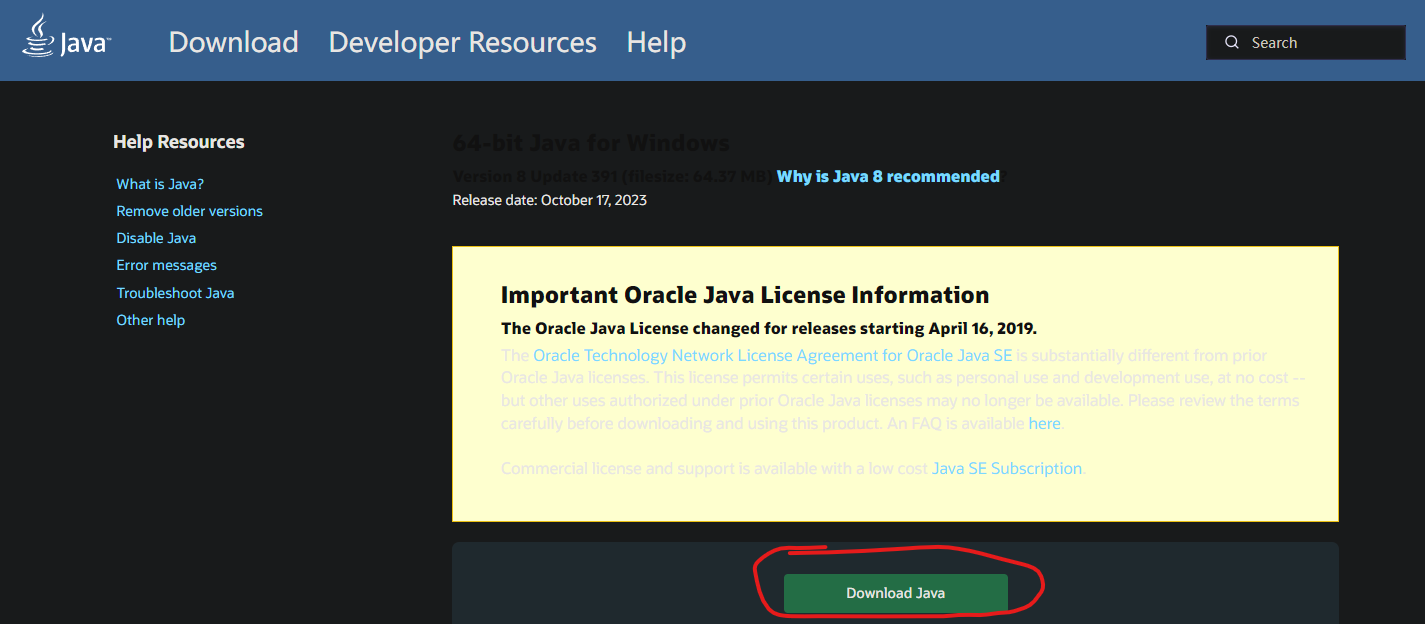 Java™
Download
Developer Resources
Help
Search
Help Resources
What is Java?
Remove older versions
Disable Java
Error messages
Troubleshoot Java
Other help
64-bit Java for Windows
Version 8 Update 391 (filesize: 64.37 MB) Why is Java 8 recommended?
Release date: October 17, 2023
Important Oracle Java License Information
The Oracle Java License changed for releases starting April 16, 2019.
The Oracle Technology Network License Agreement for Oracle Java SE is substantially different from prior
Oracle Java licenses. This license permits certain uses, such as personal use and development use, at no cost --
but other uses authorized under prior Oracle Java licenses may no longer be available. Please review the terms
carefully before downloading and using this product. An FAQ is available here.
Commercial license and support is available with a low cost Java SE Subscription.
Download Java